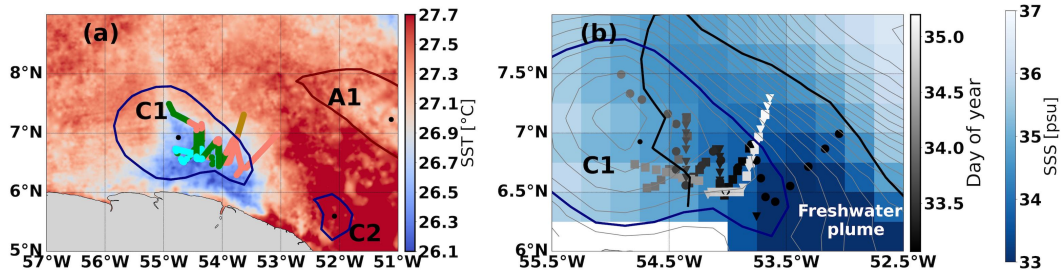 (a)
8°N
7°N
6°N
5°N
57°W
56°W
55°W
54°W
53°W
52°W
51°W
C1
A1
C2
27.7
27.5
27.3
27.1
26.9
26.7
26.5
26.3
26.1
SST [°C]
(b)
7.5°N
7°N
6.5°N
6°N
55.5°W
54.5°W
53.5°W
52.5°W
C1
Freshwater
plume
35.0
34.5
34.0
33.5
Day of year
37
36
35
34
33
SSS [psu]